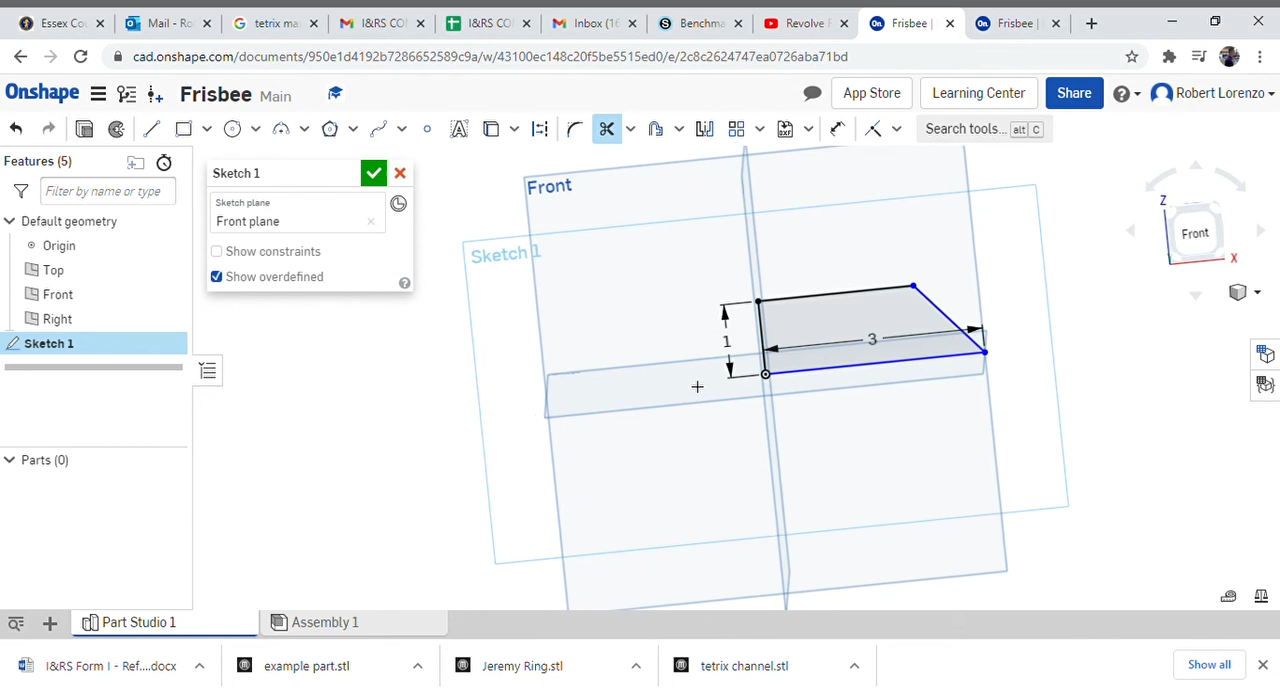 Essex Cou
Mail - Ro
tetrix ma
I&RS CO
I&RS CO
Inbox (16
Benchma
Revolve F
Frisbee |
Frisbee |
cad.onshape.com/documents/950e1d4192b7286652589c9a/w/43100ec148c20f5be5515ed0/e/2c8c2624747ea0726aba71bd
Onshape
Frisbee Main
App Store
Learning Center
Share
Robert Lorenzo
Search tools... alt C
Features (5)
Filter by name or type
Default geometry
Origin
Top
Front
Right
Sketch 1
Parts (0)
Sketch 1
Sketch plane
Front plane
Show constraints
Show overdefined
Front
Sketch 1
1
3
Z
Front
X
Part Studio 1
Assembly 1
I&RS Form I - Ref....docx
example part.stl
Jeremy Ring.stl
tetrix channel.stl
Show all